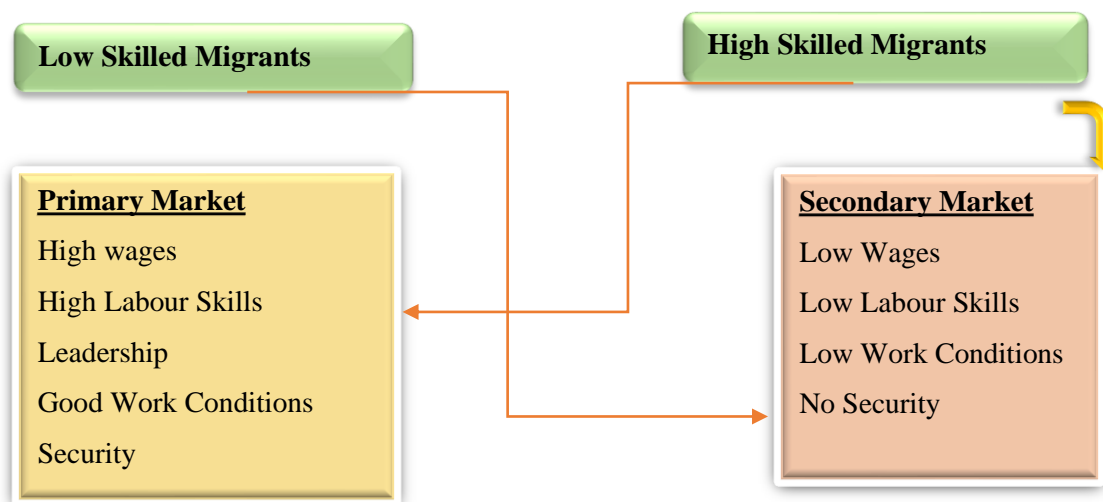 Low Skilled Migrants
High Skilled Migrants
Primary Market
High wages
High Labour Skills
Leadership
Good Work Conditions
Security
Secondary Market
Low Wages
Low Labour Skills
Low Work Conditions
No Security